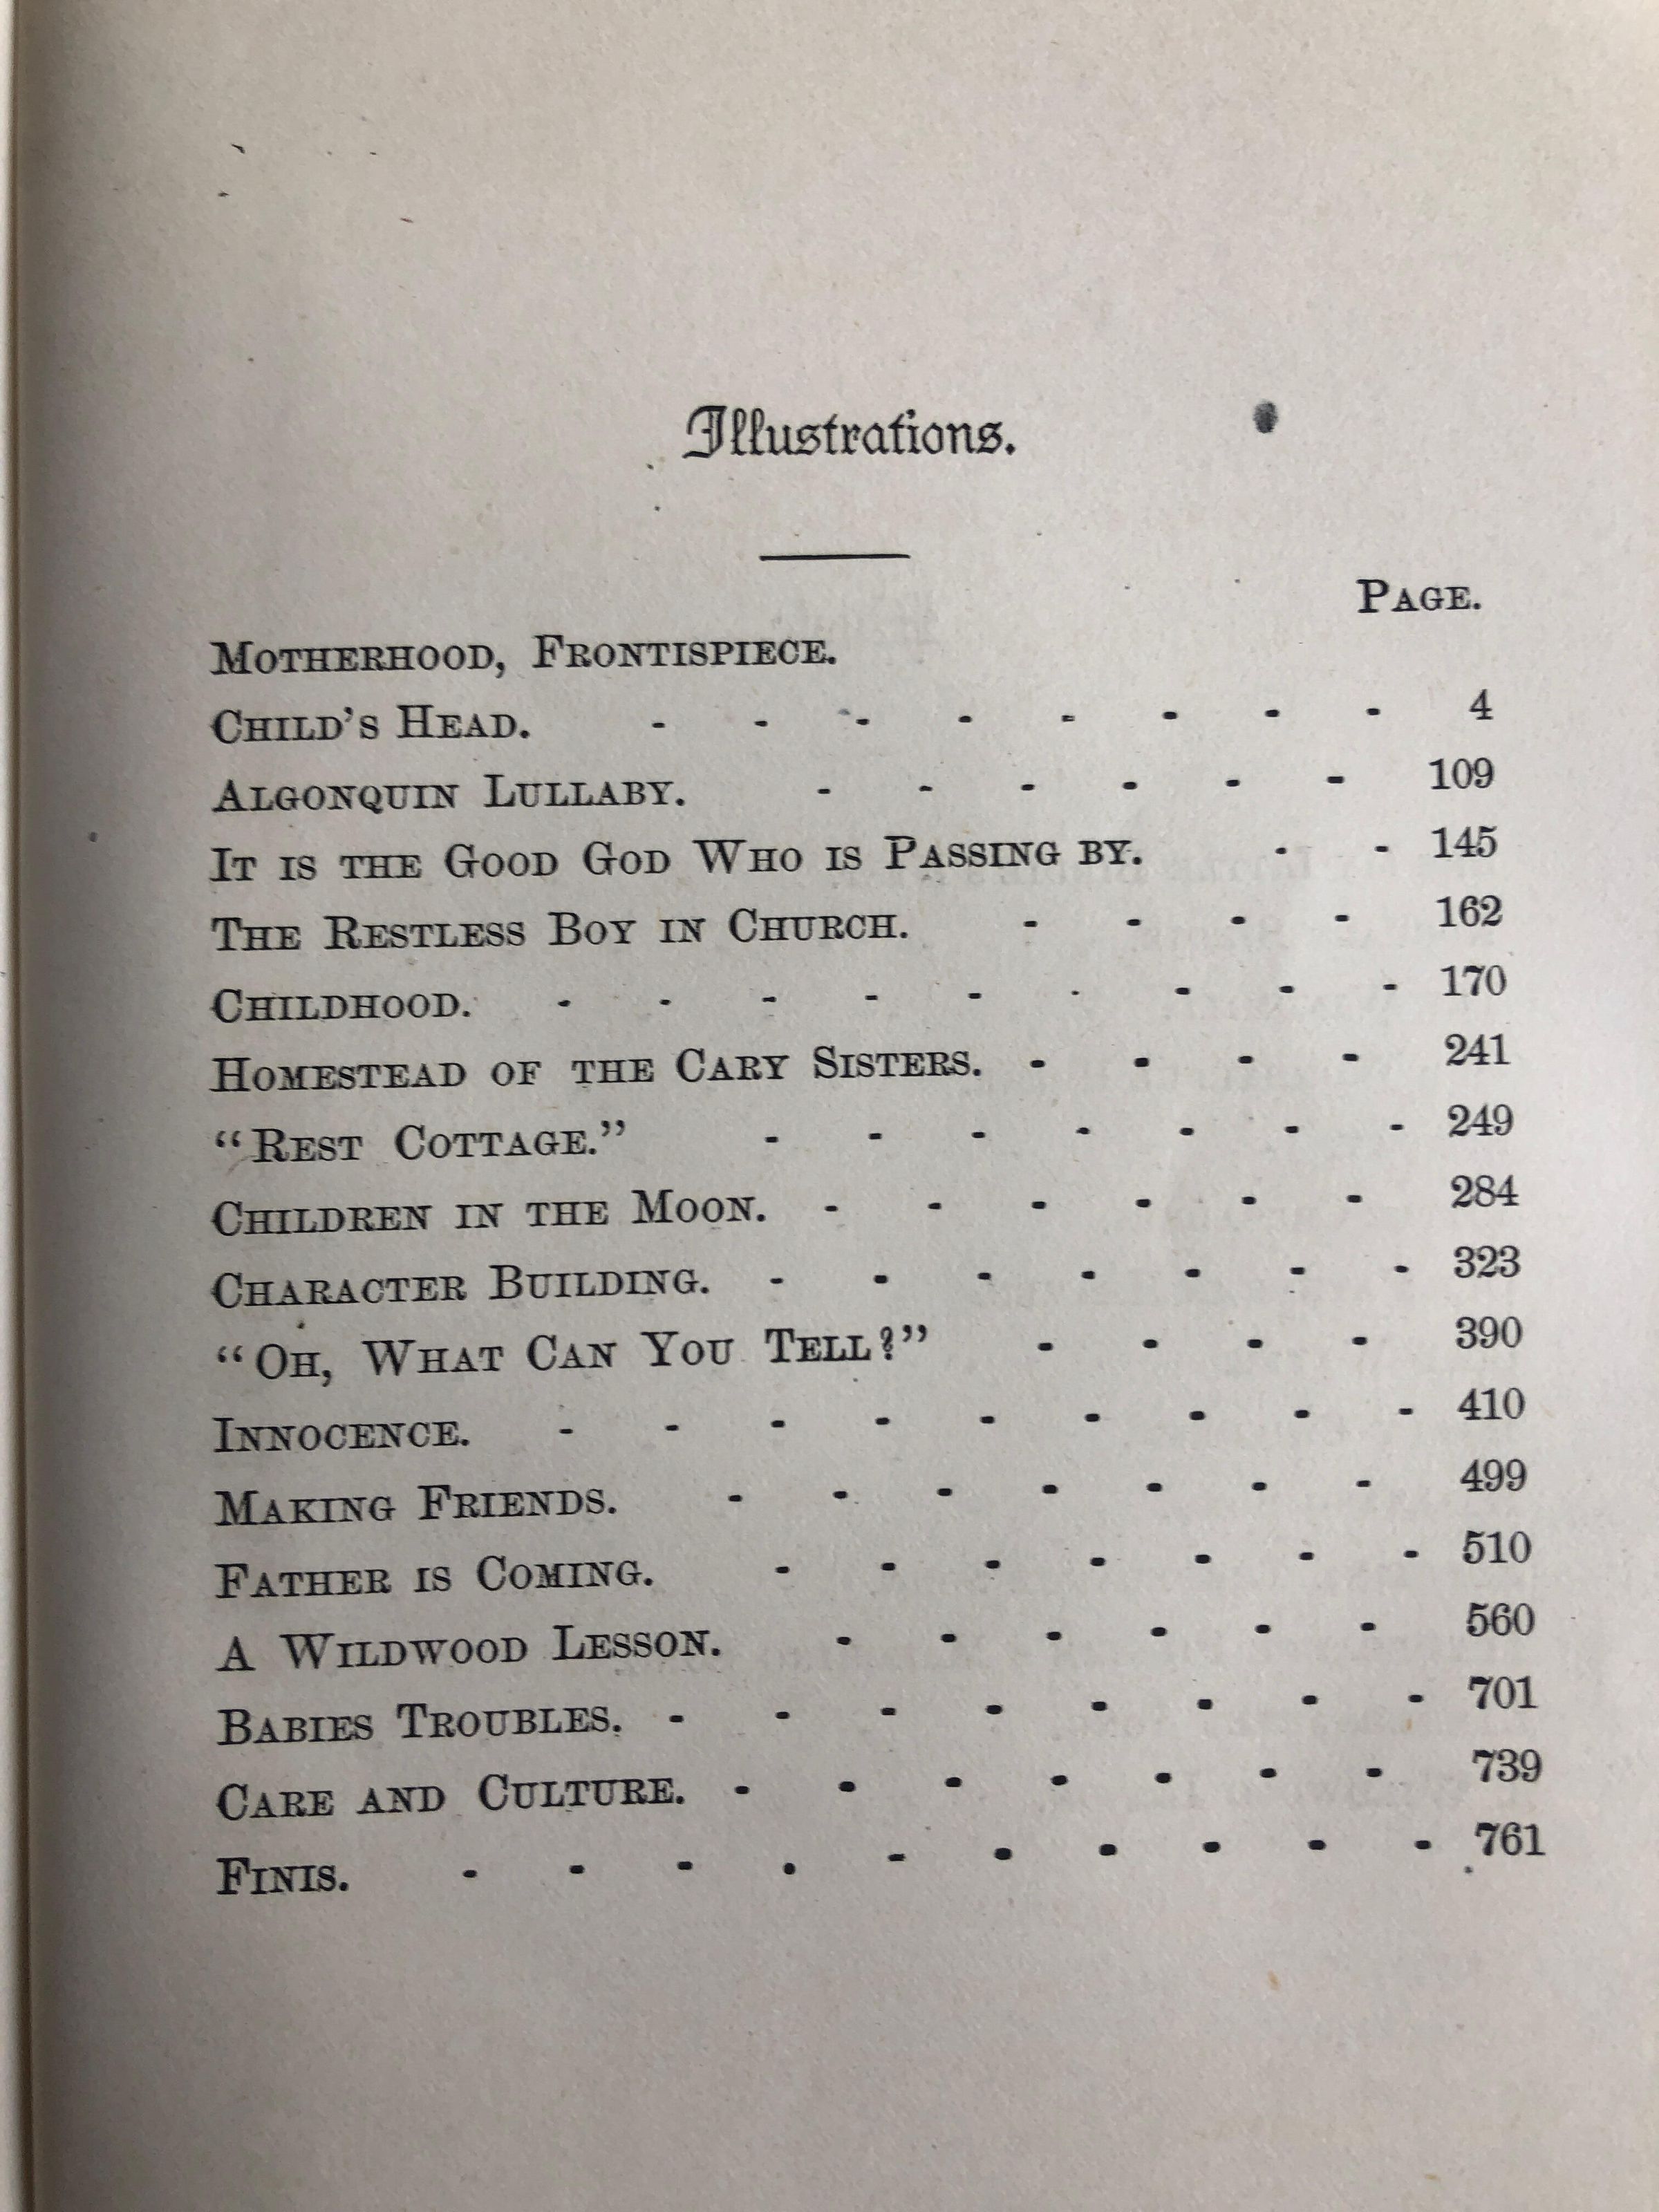 Illustrations.
PAGE.
MOTHERHOOD, FRONTISPIECE.
CHILD'S HEAD. - - - - - - - - 4
ALGONQUIN LULLABY. - - - - - - 109
IT IS THE GOOD GOD WHO IS PASSING BY. - - 145
THE RESTLESS BOY IN CHURCH. - - - - 162
CHILDHOOD. - - - - - - - - - 170
HOMESTEAD OF THE CARY SISTERS. - - - - 241
“REST COTTAGE.” - - - - - - - 249
CHILDREN IN THE MOON. - - - - - - 284
CHARACTER BUILDING. - - - - - - - 323
“OH, WHAT CAN YOU TELL?” - - - - 390
INNOCENCE. - - - - - - - - - 410
MAKING FRIENDS. - - - - - - - 499
FATHER IS COMING. - - - - - - - 510
A WILDWOOD LESSON. - - - - - - 560
BABIES TROUBLES. - - - - - - - - 701
CARE AND CULTURE. - - - - - - - 739
FINIS. - - - - - - - - - - 761